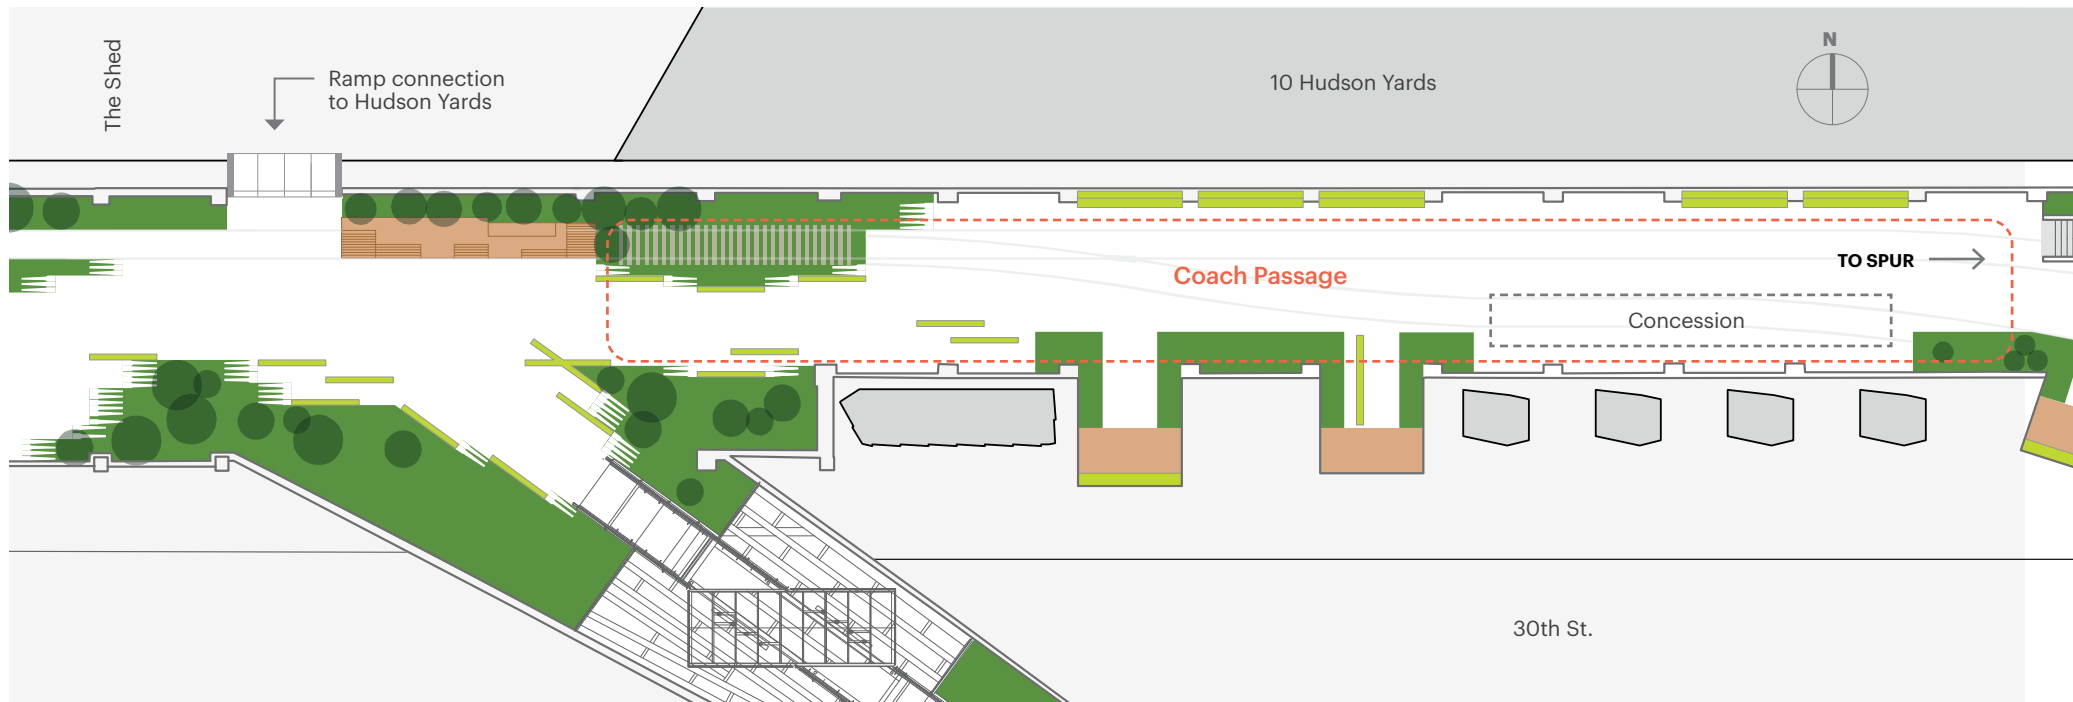 The Shed
Ramp connection
to Hudson Yards
10 Hudson Yards
N
TO SPUR
Coach Passage
Concession
30th St.